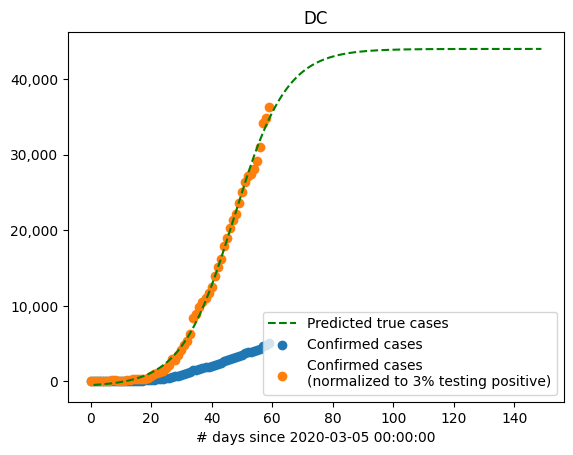 DC
40,000
30,000
20,000
10,000
0
Predicted true cases
Confirmed cases
Confirmed cases
(normalized to 3% testing positive)
0 20 40 60 80 100 120 140
# days since 2020-03-05 00:00:00